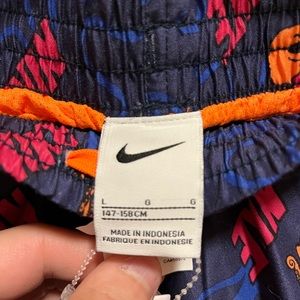 L G G
147-158CM
MADE IN INDONESIA
FABRIQUÉ EN INDONÉSIE